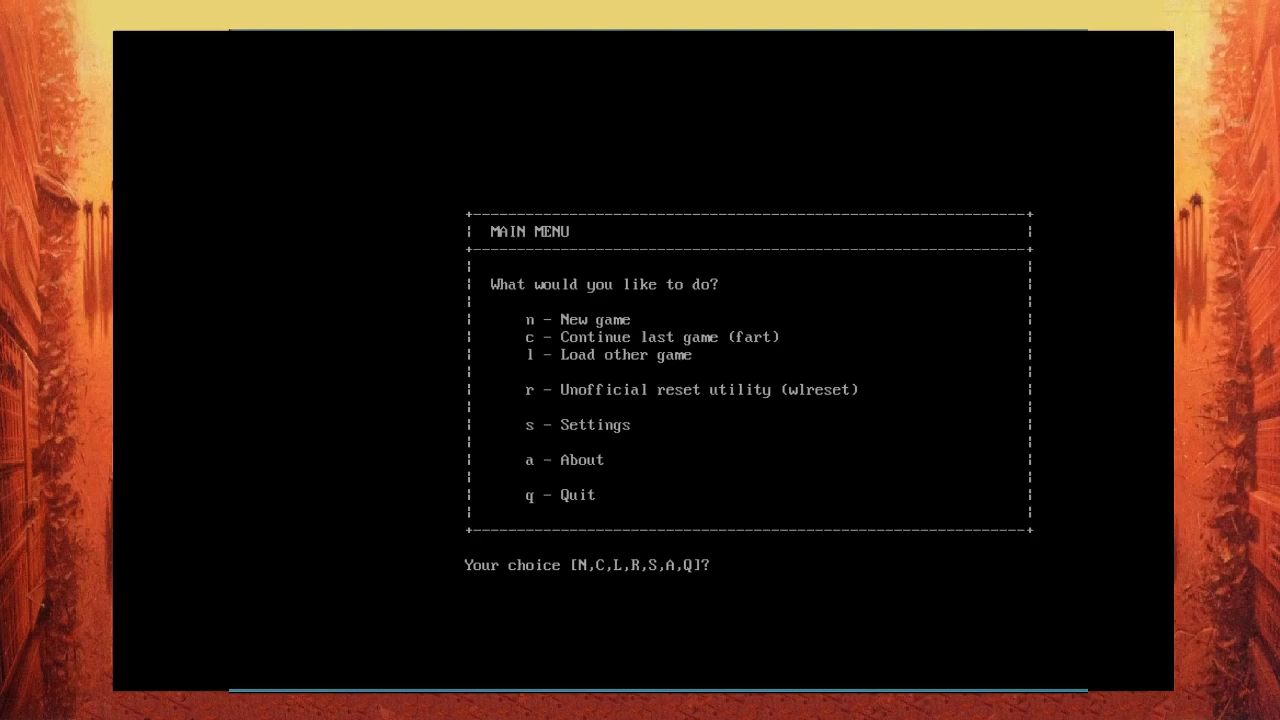 MAIN MENU
What would you like to do?
n - New game
c - Continue last game (fart)
l - Load other game
r - Unofficial reset utility (wlreset)
s - Settings
a - About
q - Quit
Your choice [N,C,L,R,S,A,Q]?